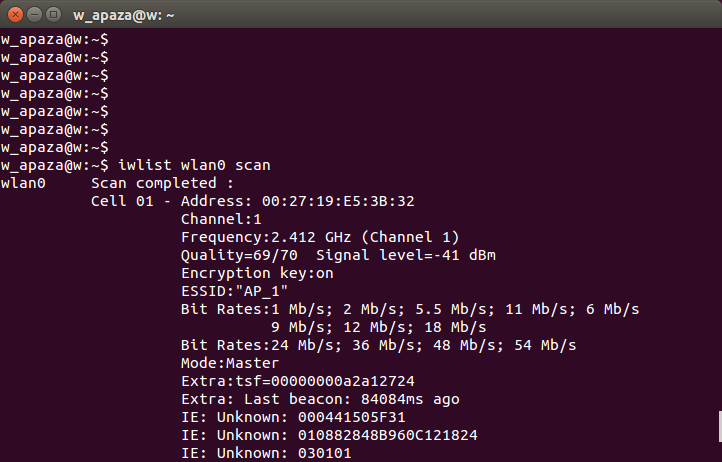 w_apaza@w: ~
w_apaza@w:~$
w_apaza@w:~$
w_apaza@w:~$
w_apaza@w:~$
w_apaza@w:~$
w_apaza@w:~$
w_apaza@w:~$
w_apaza@w:~$ iwlist wlan0 scan
wlan0     Scan completed :
          Cell 01 - Address: 00:27:19:E5:3B:32
                    Channel:1
                    Frequency:2.412 GHz (Channel 1)
                    Quality=69/70  Signal level=-41 dBm
                    Encryption key:on
                    ESSID:"AP_1"
                    Bit Rates:1 Mb/s; 2 Mb/s; 5.5 Mb/s; 11 Mb/s; 6 Mb/s
                              9 Mb/s; 12 Mb/s; 18 Mb/s
                    Bit Rates:24 Mb/s; 36 Mb/s; 48 Mb/s; 54 Mb/s
                    Mode:Master
                    Extra:tsf=00000000a2a12724
                    Extra: Last beacon: 84084ms ago
                    IE: Unknown: 000441505F31
                    IE: Unknown: 010882848B960C121824
                    IE: Unknown: 030101